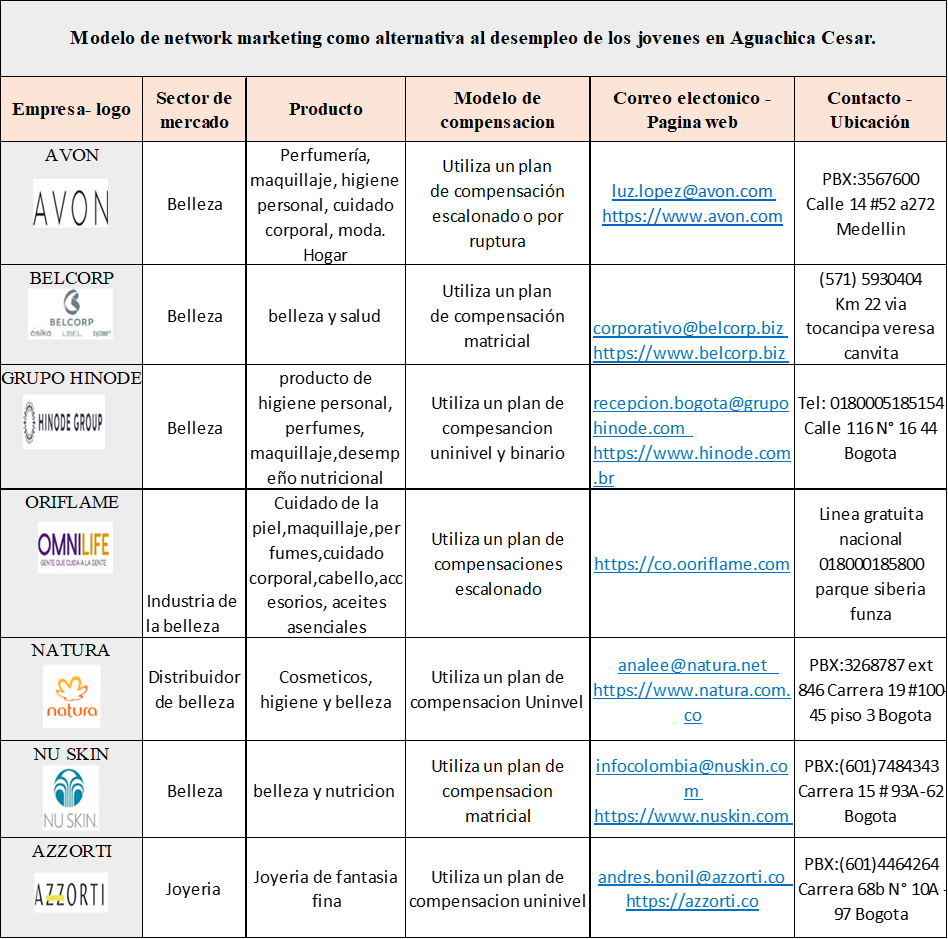 Modelo de network marketing como alternativa al desempleo de los jovenes en Aguachica Cesar.
Empresa- logo
Sector de
mercado
Producto
Modelo de
compensacion
Correo electonico -
Pagina web
Contacto -
Ubicación
AVON
AVON
Belleza
Perfumería,
maquillaje, higiene
personal, cuidado
corporal, moda.
Hogar
Utiliza un plan
de compensación
escalonado o por
ruptura
luz.lopez@avon.com
https://www.avon.com
PBX:3567600
Calle 14 #52 a272
Medellin
BELCORP
BELCORP
ésika L'BEL
Belleza
belleza y salud
Utiliza un plan
de compensación
matricial
corporativo@belcorp.biz
https://www.belcorp.biz
(571) 5930404
Km 22 via
tocancipa veresa
canvita
GRUPO HINODE
HINODE GROUP
Belleza
producto de
higiene personal,
perfumes,
maquillaje,desemp
eño nutricional
Utiliza un plan de
compesancion
uninivel y binario
recepcion.bogota@grupo
hinode.com
https://www.hinode.com
.br
Tel: 0180005185154
Calle 116 N° 16 44
Bogota
ORIFLAME
OMNILIFE
GENTE QUE CUIDA A LA GENTE
Industria de
la belleza
Cuidado de la
piel,maquillaje,per
fumes,cuidado
corporal,cabello,acc
esorios, aceites
asenciales
Utiliza un plan de
compensaciones
escalonado
https://co.ooriflame.com
Linea gratuita
nacional
018000185800
parque siberia
funza
NATURA
natura
Distribuidor
de belleza
Cosmeticos,
higiene y belleza
Utiliza un plan de
compensacion Uninvel
analee@natura.net
https://www.natura.com.
co
PBX:3268787 ext
846 Carrera 19 #100-
45 piso 3 Bogota
NU SKIN
NU SKIN
Belleza
belleza y nutricion
Utiliza un plan de
compensacion
matricial
infocolombia@nuskin.co
m
https://www.nuskin.com
PBX:(601)7484343
Carrera 15 # 93A-62
Bogota
AZZORTI
AZZORTI
Joyeria
Joyeria de fantasia
fina
Utiliza un plan de
compensacion uninivel
andres.bonil@azzorti.co
https://azzorti.co
PBX:(601)4464264
Carrera 68b N° 10A -
97 Bogota